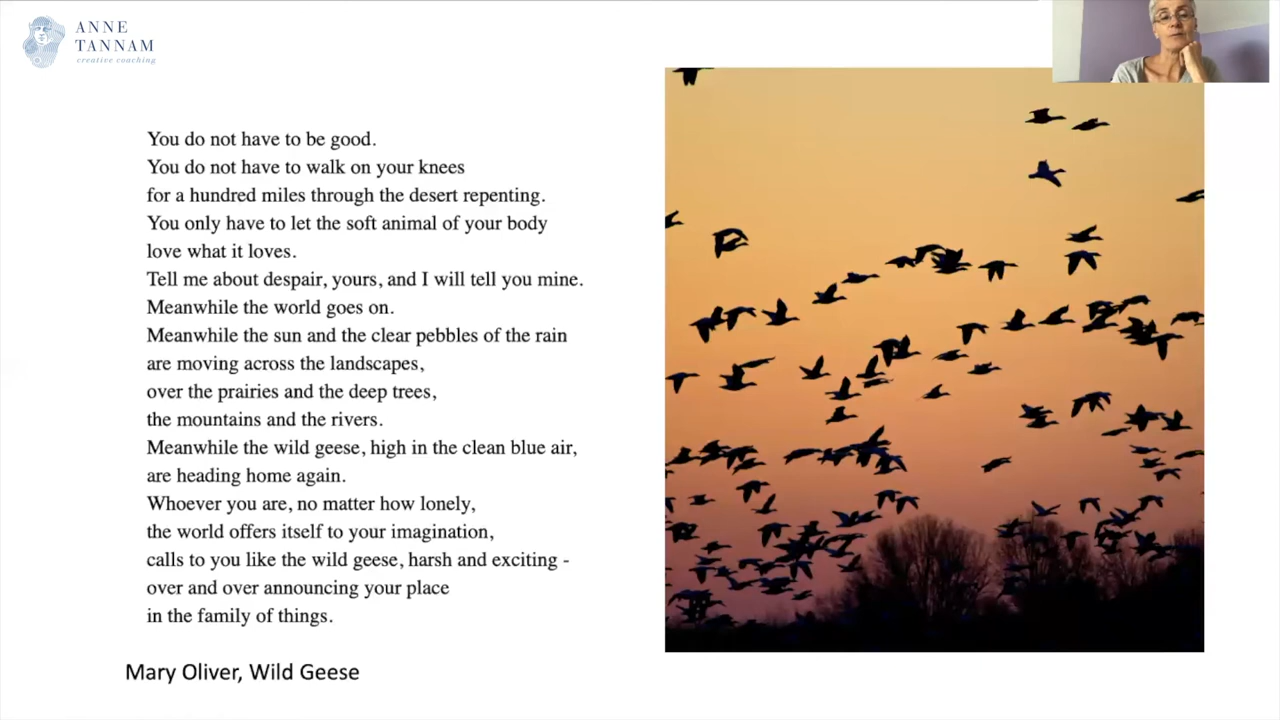 ANNE
TANNAM
creative coaching
You do not have to be good.
You do not have to walk on your knees
for a hundred miles through the desert repenting.
You only have to let the soft animal of your body
love what it loves.
Tell me about despair, yours, and I will tell you mine.
Meanwhile the world goes on.
Meanwhile the sun and the clear pebbles of the rain
are moving across the landscapes,
over the prairies and the deep trees,
the mountains and the rivers.
Meanwhile the wild geese, high in the clean blue air,
are heading home again.
Whoever you are, no matter how lonely,
the world offers itself to your imagination,
calls to you like the wild geese, harsh and exciting -
over and over announcing your place
in the family of things.
Mary Oliver, Wild Geese